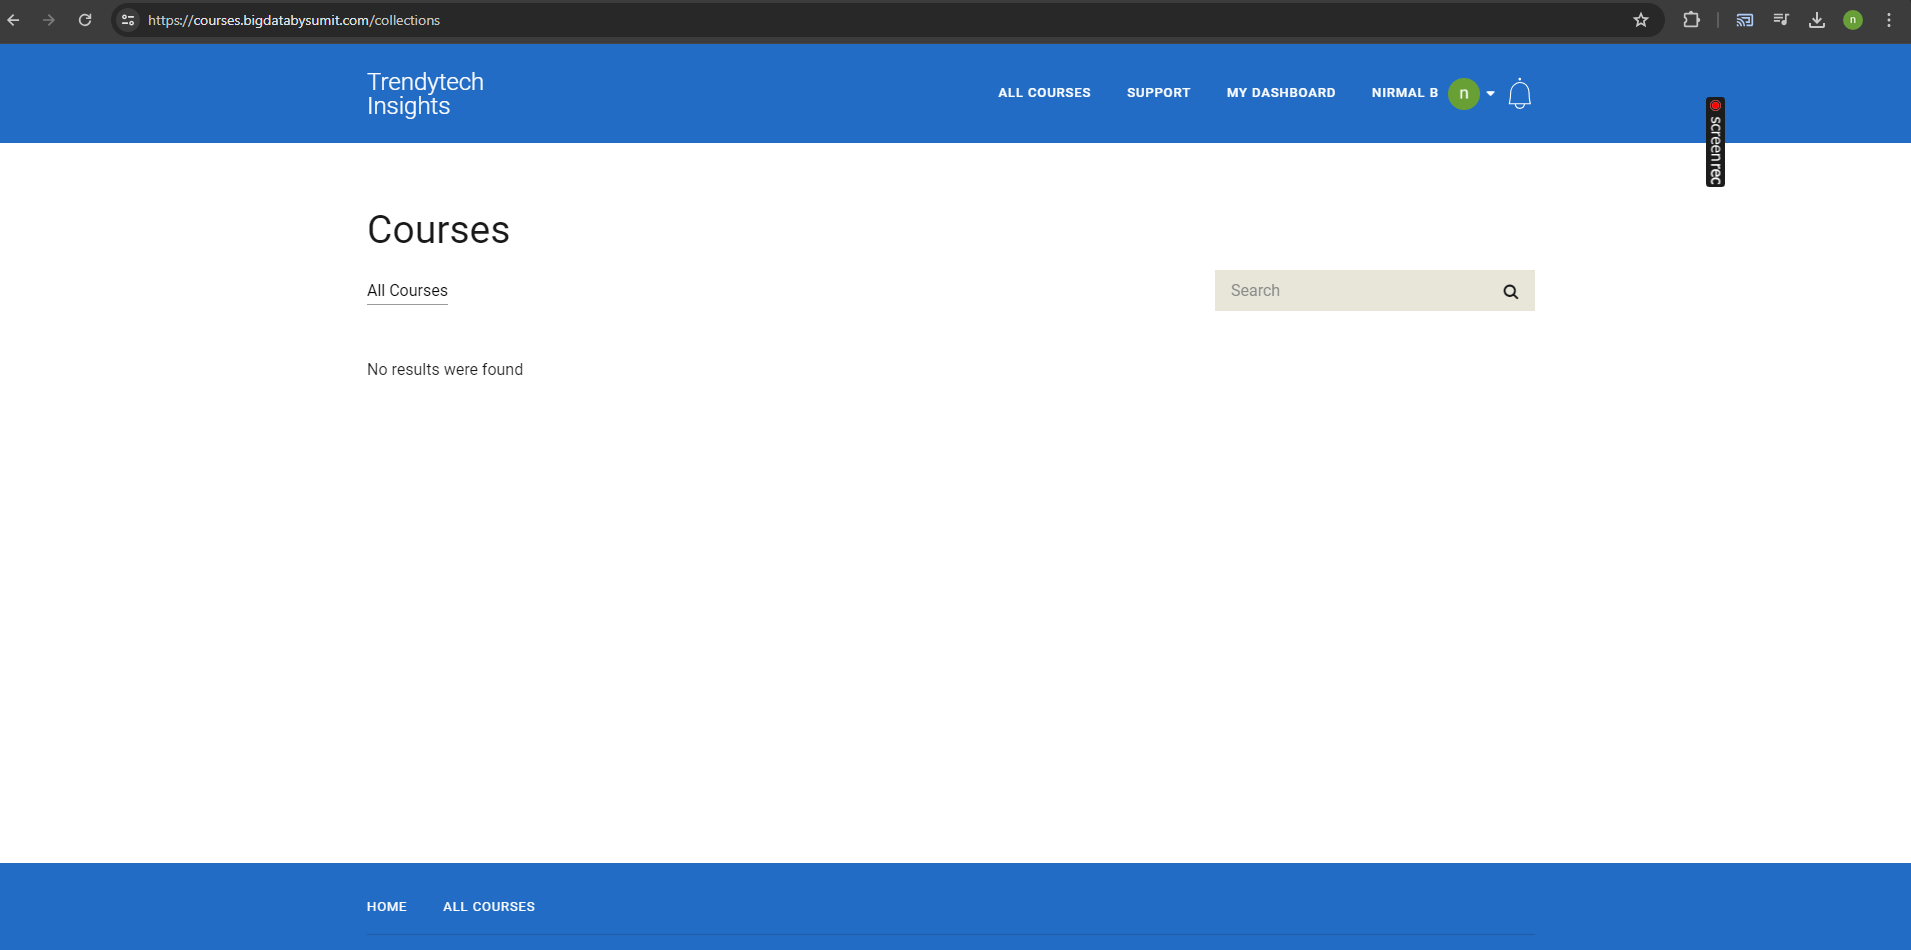 https://courses.bigdatabysumit.com/collections
n
Trendytech
Insights
ALL COURSES
SUPPORT
MY DASHBOARD
NIRMAL B
n
screenrec
Courses
All Courses
Search
No results were found
HOME
ALL COURSES